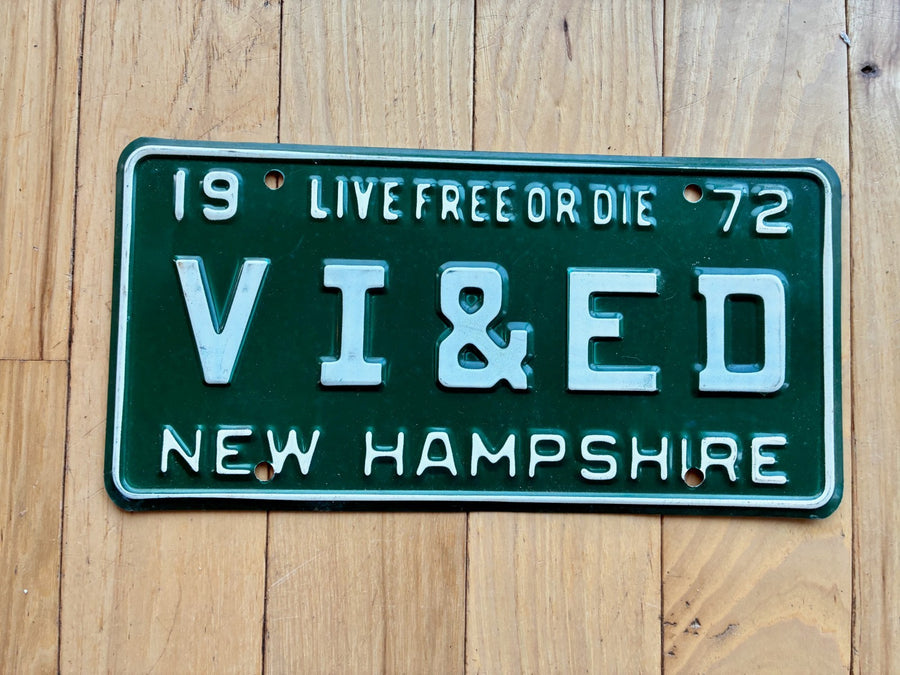 19 LIVE FREE OR DIE 72
VI&ED
NEW HAMPSHIRE